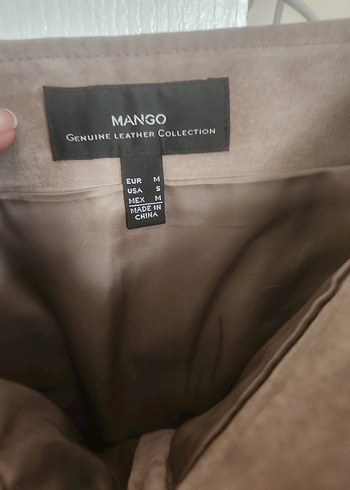 MANGO
GENUINE LEATHER COLLECTION
EUR M
USA S
MEX M
MADE IN
CHINA